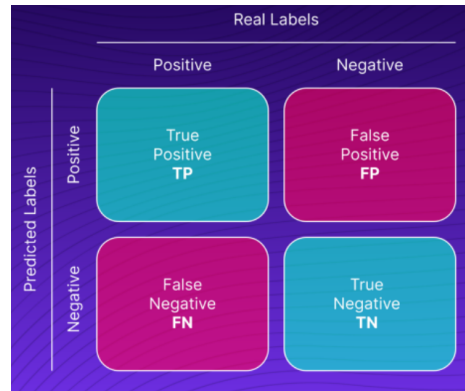 Real Labels
Positive
Negative
Predicted Labels
Positive
True
Positive
TP
False
Positive
FP
Negative
False
Negative
FN
True
Negative
TN